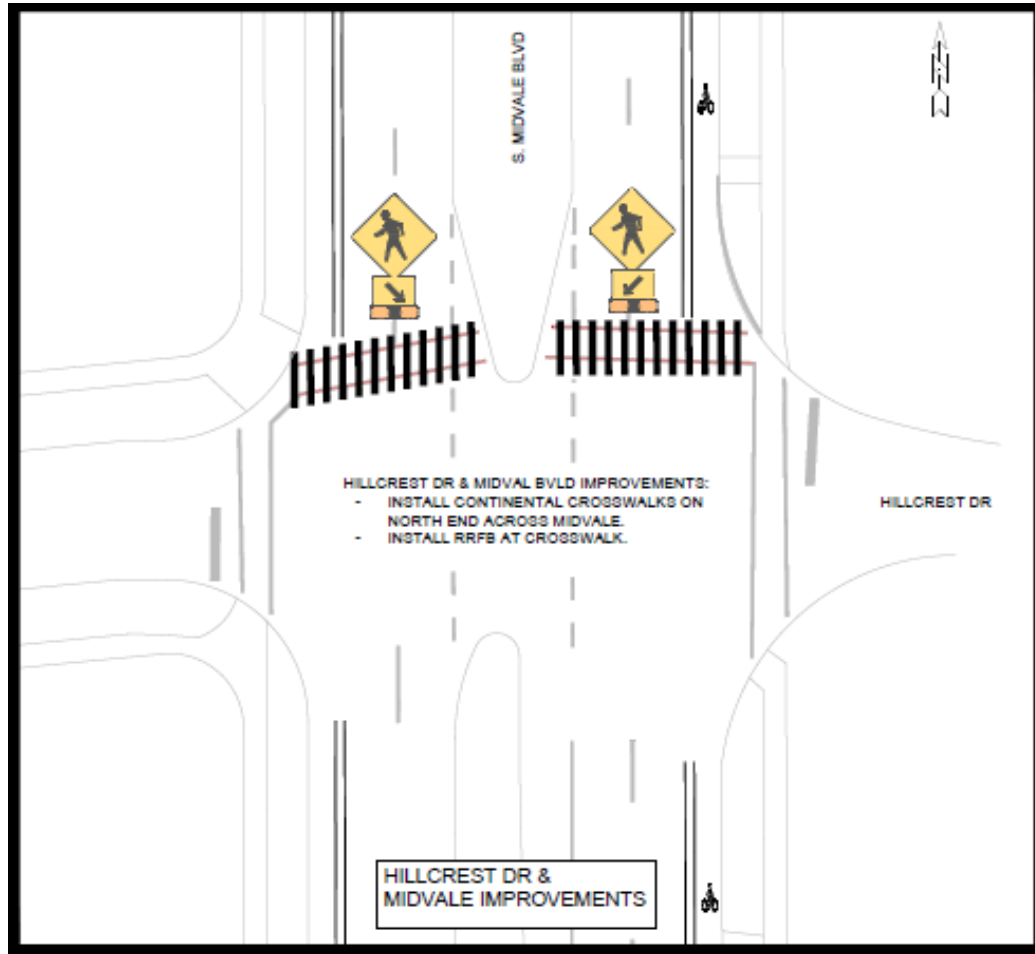 S. MIDVALE BLVD
N
HILLCREST DR & MIDVAL BVLD IMPROVEMENTS:
- INSTALL CONTINENTAL CROSSWALKS ON
NORTH END ACROSS MIDVALE.
- INSTALL RRFB AT CROSSWALK.
HILLCREST DR
HILLCREST DR &
MIDVALE IMPROVEMENTS